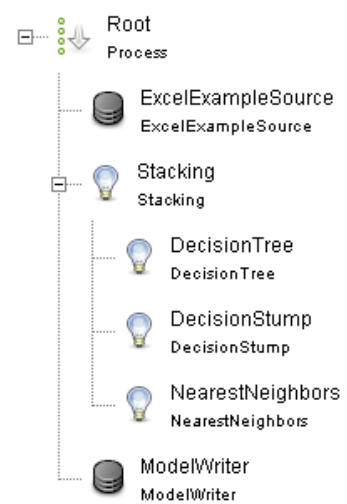 Root
Process
ExcelExampleSource
ExcelExampleSource
Stacking
Stacking
DecisionTree
DecisionTree
DecisionStump
DecisionStump
NearestNeighbors
NearestNeighbors
ModelWriter
ModelWriter